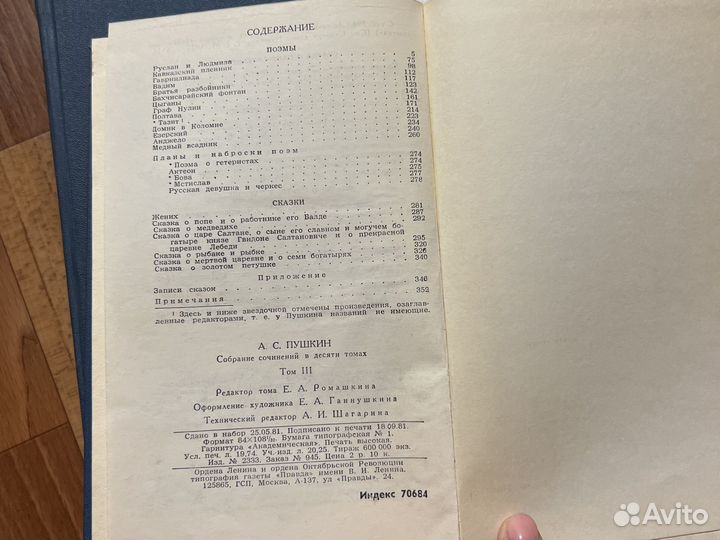 СОДЕРЖАНИЕ
ПОЭМЫ
Руслан и Людмила 5
Кавказский пленник 75
Гавриилиада 98
Вадим 112
Братья разбойники 117
Бахчисарайский фонтан 123
Цыганы 142
Граф Нулин 161
Полтава 171
* Тазит ¹ 214
Домик в Коломне 223
Езерский 234
Анджело 240
Медный всадник 260
Планы и наброски поэм
* Поэма о гетеристах 274
Актеон 274
* Бова 275
* Мстислав 277
Русская девушка и черкес 278
СКАЗКИ
Жених 281
Сказка о попе и о работнике его Балде 287
Сказка о медведихе 292
Сказка о царе Салтане, о сыне его славном и могучем бо-
гатыре князе Гвидоне Салтановиче и о прекрасной
царевне Лебеди 295
Сказка о рыбаке и рыбке 320
Сказка о мертвой царевне и о семи богатырях 326
Сказка о золотом петушке 340
Приложение
Записи сказок 346
Примечания 352
¹ Здесь и ниже звездочкой отмечены произведения, озаглав-
ленные редакторами, т. е. у Пушкина названий не имеющие.
А. С. ПУШКИН
Собрание сочинений в десяти томах
Том III
Редактор тома Е. А. Ромашкина
Оформление художника Е. А. Ганнушкина
Технический редактор А. И. Шагарина
Сдано в набор 25.05.81. Подписано к печати 18.09.81.
Формат 84×108¹/₃₂. Бумага типографская № 1.
Гарнитура «Академическая». Печать высокая.
Усл. печ. л. 19,74. Уч.-изд. л. 20,25. Тираж 600 000 экз.
Изд. № 2333. Заказ № 945. Цена 2 р. 10 к.
Ордена Ленина и ордена Октябрьской Революции
типография газеты «Правда» имени В. И. Ленина.
125865, ГСП, Москва, А-137, ул «Правды», 24.
Индекс 70684
Avito